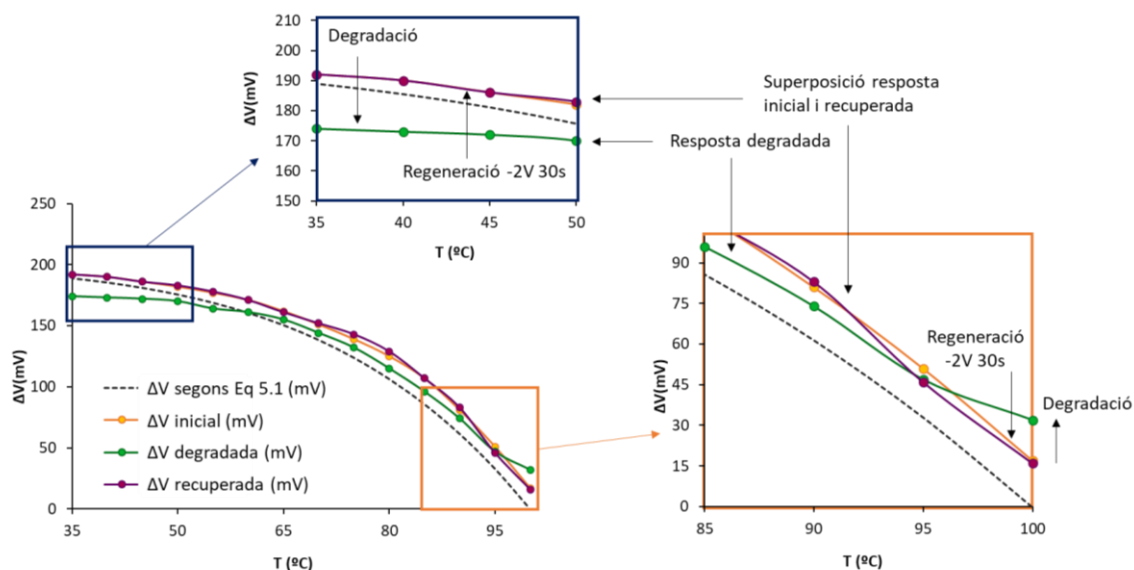 210
200
190
180
170
160
150
ΔV(mV)
35
40
45
50
T (ºC)
Degradació
Regeneració -2V 30s
Superposició resposta
inicial i recuperada
Resposta degradada
250
200
150
100
50
0
ΔV(mV)
35
50
65
80
95
T (ºC)
ΔV segons Eq 5.1 (mV)
ΔV inicial (mV)
ΔV degradada (mV)
ΔV recuperada (mV)
90
75
60
45
30
15
0
ΔV(mV)
85
90
95
100
T (ºC)
Regeneració
-2V 30s
Degradació